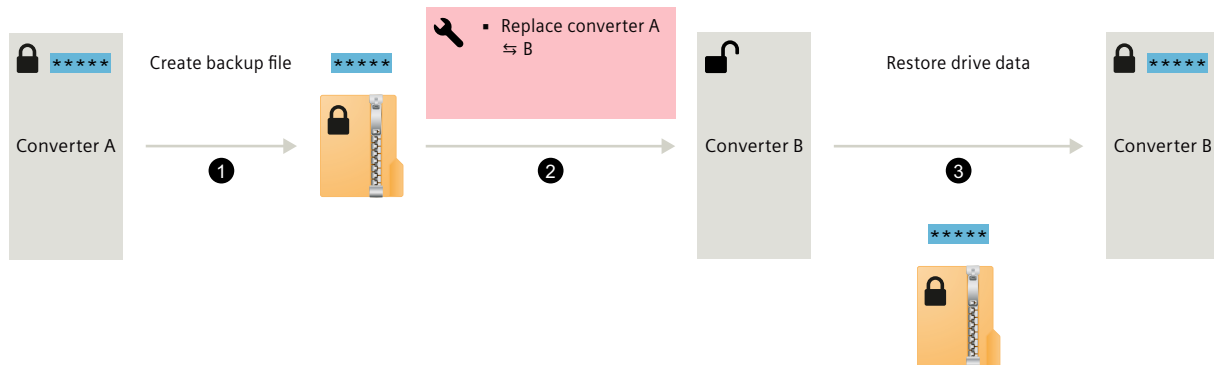 *****
Converter A
Create backup file
1
*****
▪ Replace converter A
⇆ B
2
Converter B
Restore drive data
3
*****
*****
Converter B